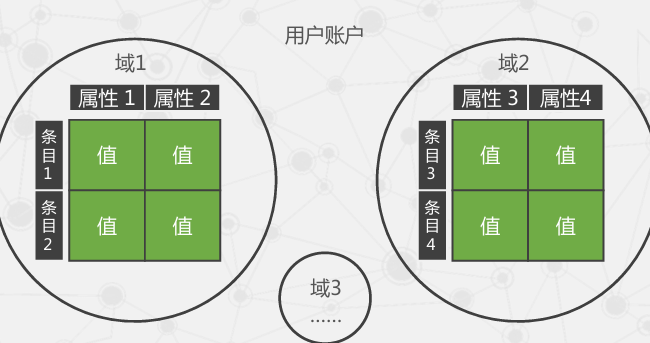 用户账户
域1
属性 1 属性 2
条目1 值 值
条目2 值 值
域2
属性 3 属性4
条目3 值 值
条目4 值 值
域3
……